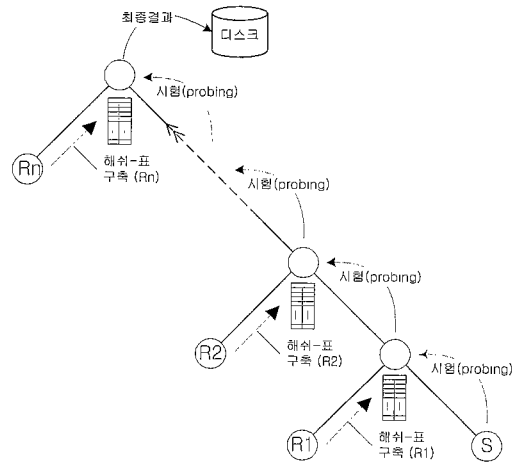 최종결과
디스크
시험(probing)
Rn
해쉬-표
구축 (Rn)
시험(probing)
시험(probing)
R2
해쉬-표
구축 (R2)
시험(probing)
R1
해쉬-표
구축 (R1)
S